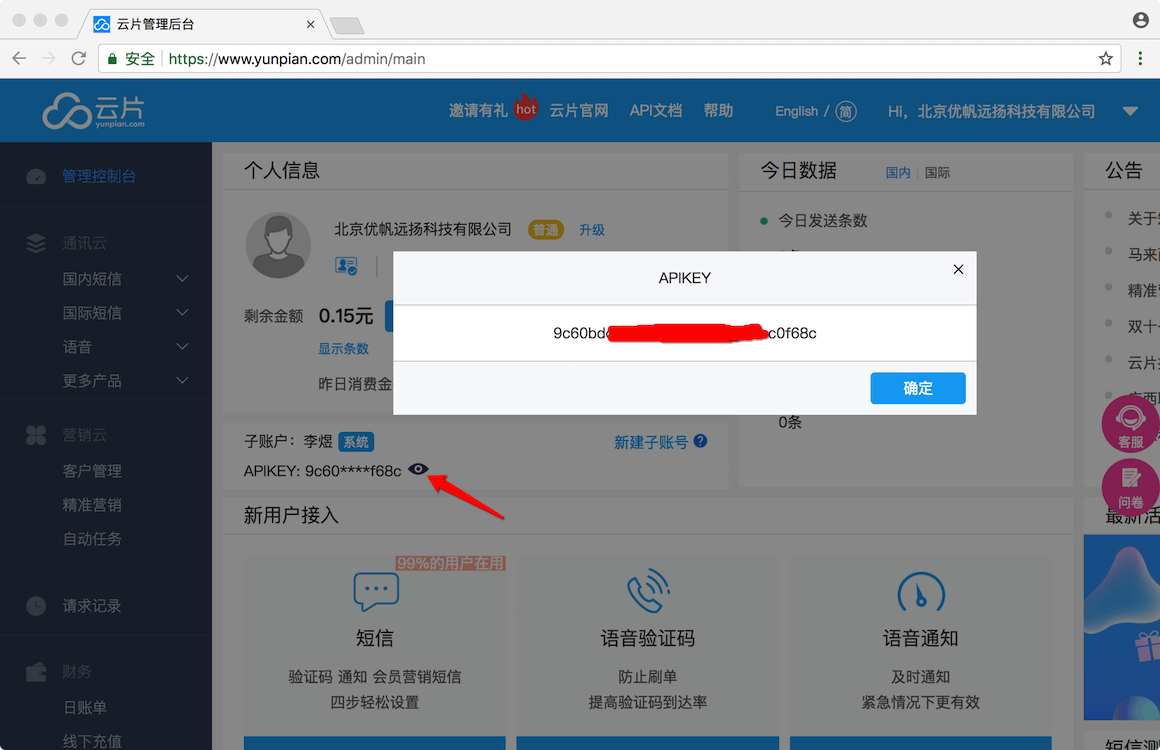 云片管理后台
安全 https://www.yunpian.com/admin/main
云片
yunpian.com
邀请有礼 hot 云片官网 API文档 帮助 English / 简 Hi，北京优帆远扬科技有限公司
管理控制台
通讯云
国内短信
国际短信
语音
更多产品
营销云
客户管理
精准营销
自动任务
请求记录
财务
日账单
线下充值
个人信息
北京优帆远扬科技有限公司 普通 升级
剩余金额 0.15元
显示条数
昨日消费金
子账户：李煜 系统 新建子账号 ?
APIKEY: 9c60****f68c
今日数据 国内 国际
今日发送条数
0条
公告
关于
马来
精准
双十
云片
APIKEY
9c60bd c0f68c
确定
客服
问卷
最新活
新用户接入
99%的用户在用
短信
验证码 通知 会员营销短信
四步轻松设置
语音验证码
防止刷单
提高验证码到达率
语音通知
及时通知
紧急情况下更有效